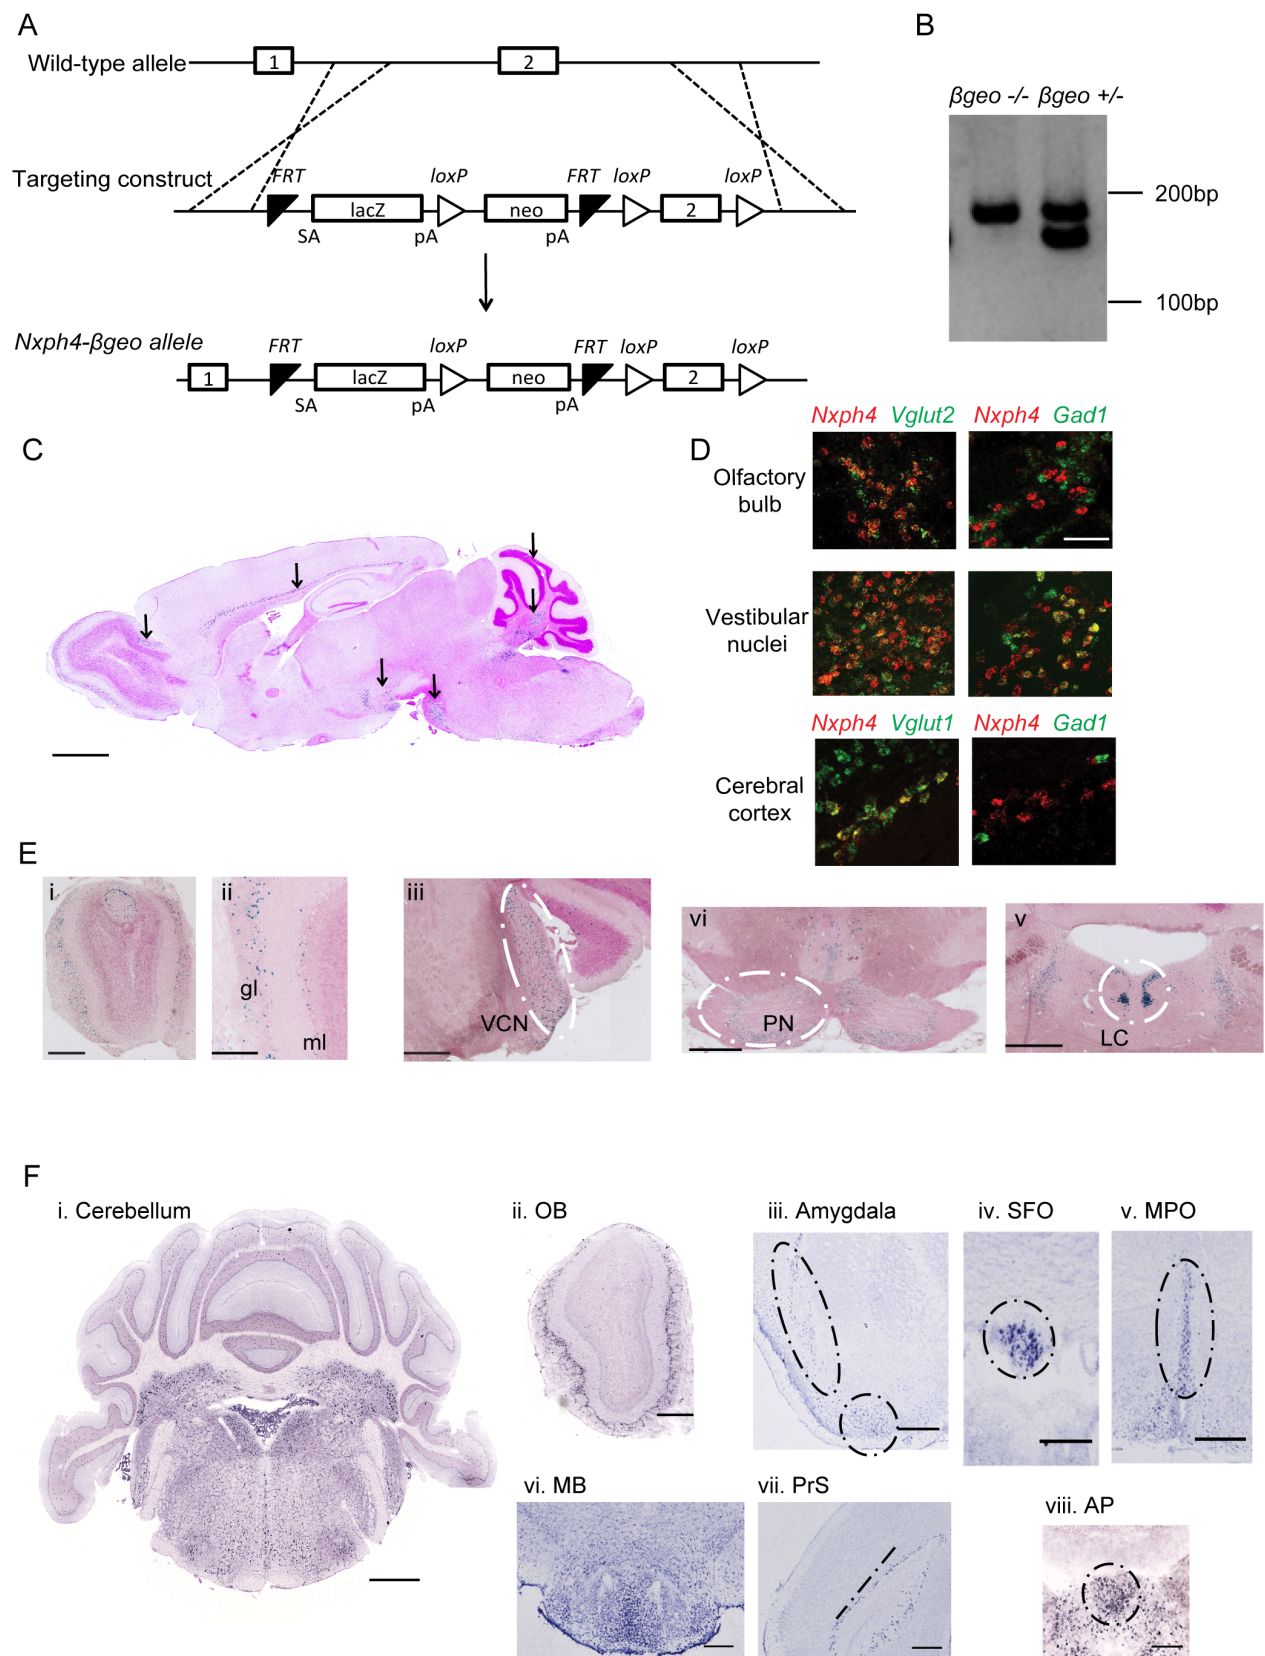 A
Wild-type allele
1
2
Targeting construct
FRT
loxP
FRT
loxP
loxP
lacZ
neo
2
SA
pA
pA
Nxph4-βgeo allele
FRT
loxP
FRT
loxP
loxP
1
lacZ
neo
2
SA
pA
pA
B
βgeo -/- βgeo +/-
200bp
100bp
C
D
Nxph4 Vglut2
Nxph4 Gad1
Olfactory
bulb
Vestibular
nuclei
Nxph4 Vglut1
Nxph4 Gad1
Cerebral
cortex
E
i
ii
gl
ml
iii
VCN
vi
PN
v
LC
F
i. Cerebellum
ii. OB
iii. Amygdala
iv. SFO
v. MPO
vi. MB
vii. PrS
viii. AP